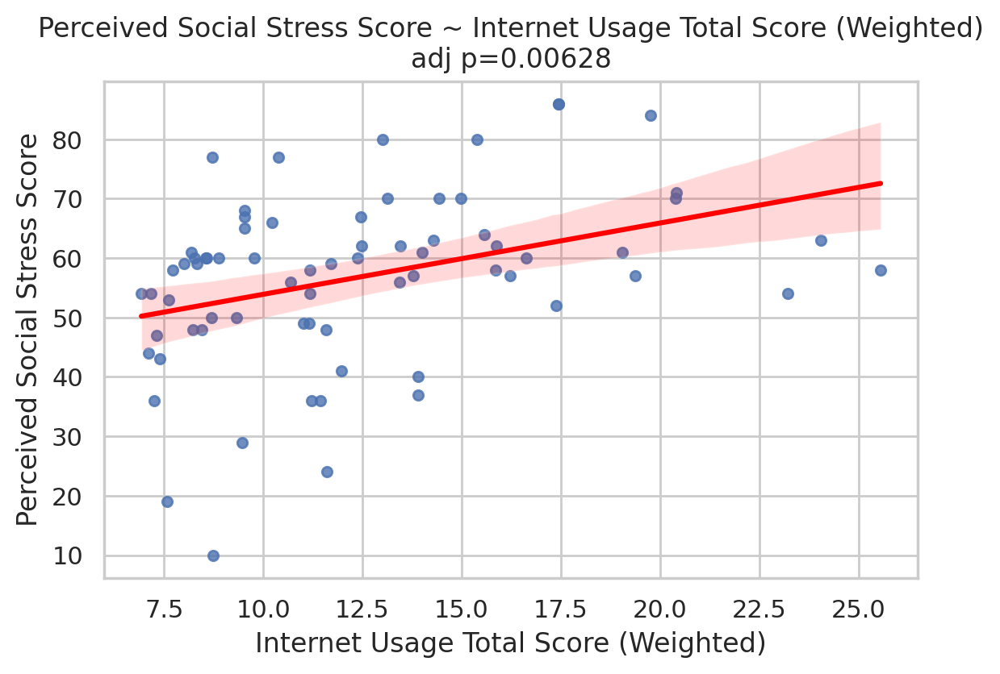 Perceived Social Stress Score ~ Internet Usage Total Score (Weighted)
adj p=0.00628
Perceived Social Stress Score
80
70
60
50
40
30
20
10
7.5 10.0 12.5 15.0 17.5 20.0 22.5 25.0
Internet Usage Total Score (Weighted)